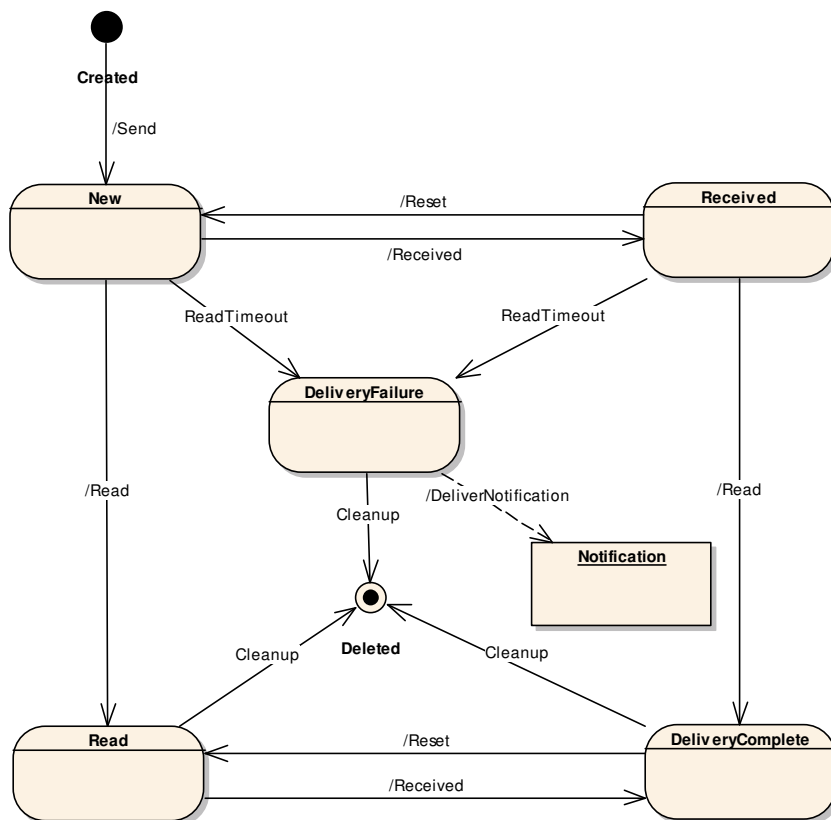 Created
/Send
New
Received
/Reset
/Received
ReadTimeout
ReadTimeout
DeliveryFailure
/Read
/DeliverNotification
/Read
Cleanup
Notification
Deleted
Cleanup
Cleanup
Read
DeliveryComplete
/Reset
/Received